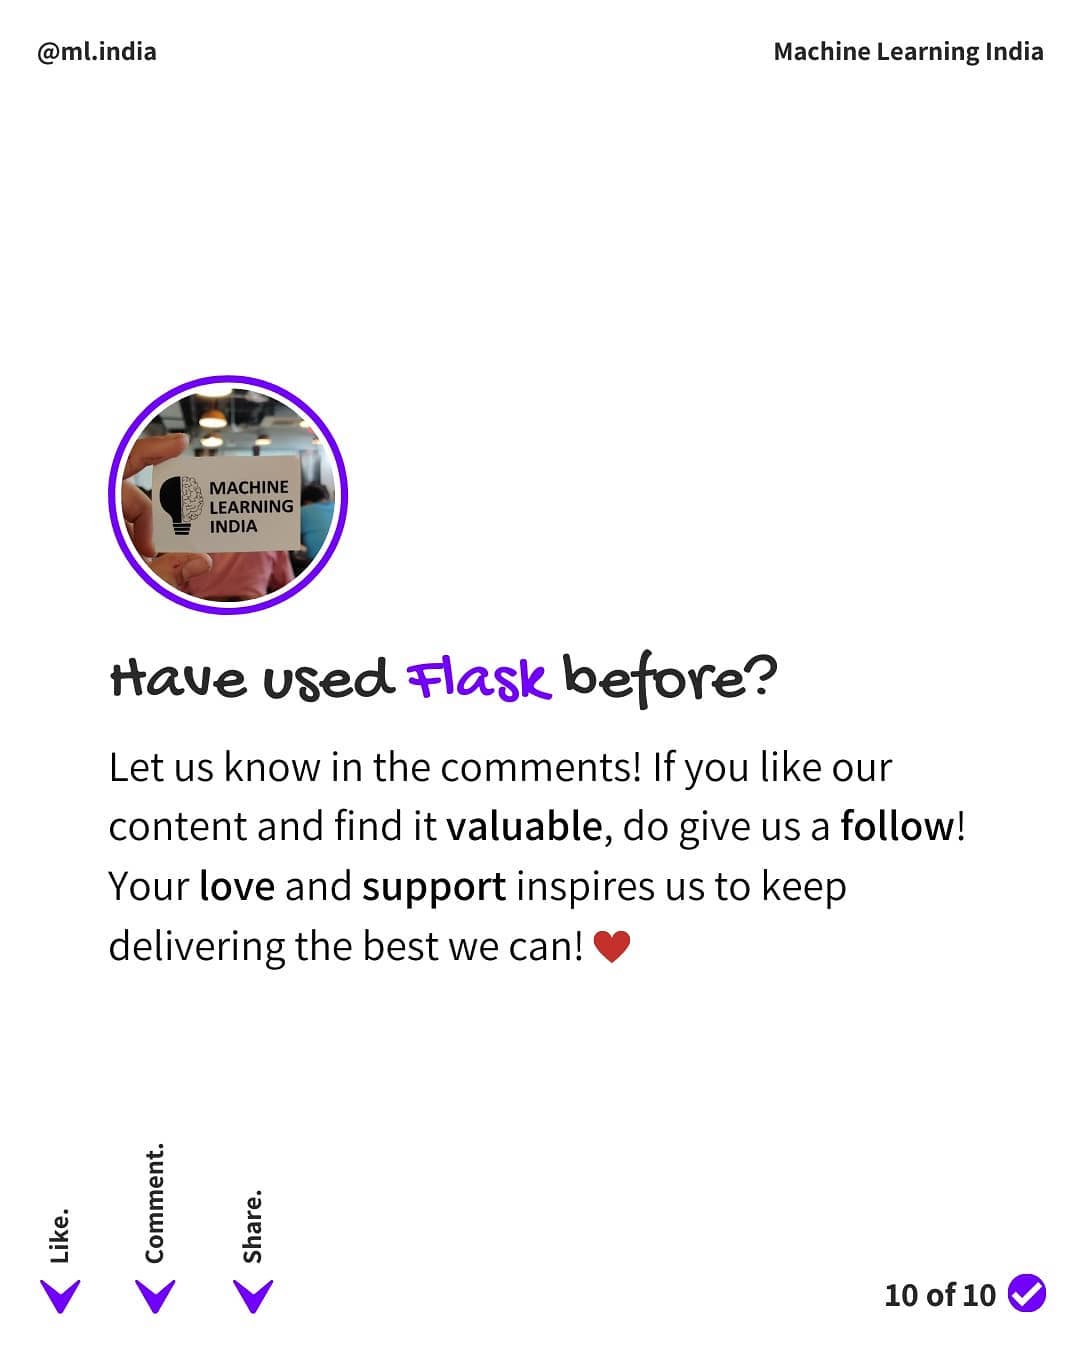 @ml.india
Machine Learning India
MACHINE
LEARNING
INDIA
Have used Flask before?
Let us know in the comments! If you like our
content and find it valuable, do give us a follow!
Your love and support inspires us to keep
delivering the best we can! ❤
Like.
Comment.
Share.
10 of 10